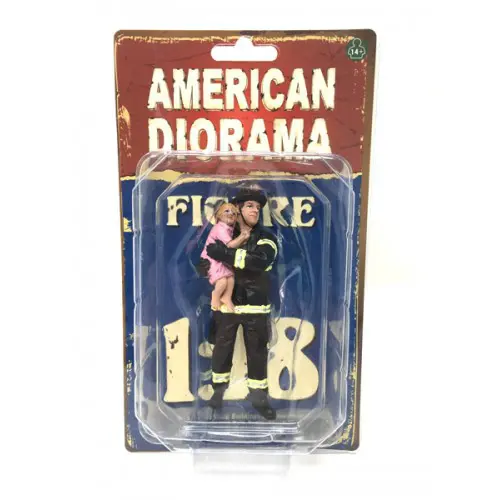 14+
AMERICAN
DIORAMA
FIGURE
1:18